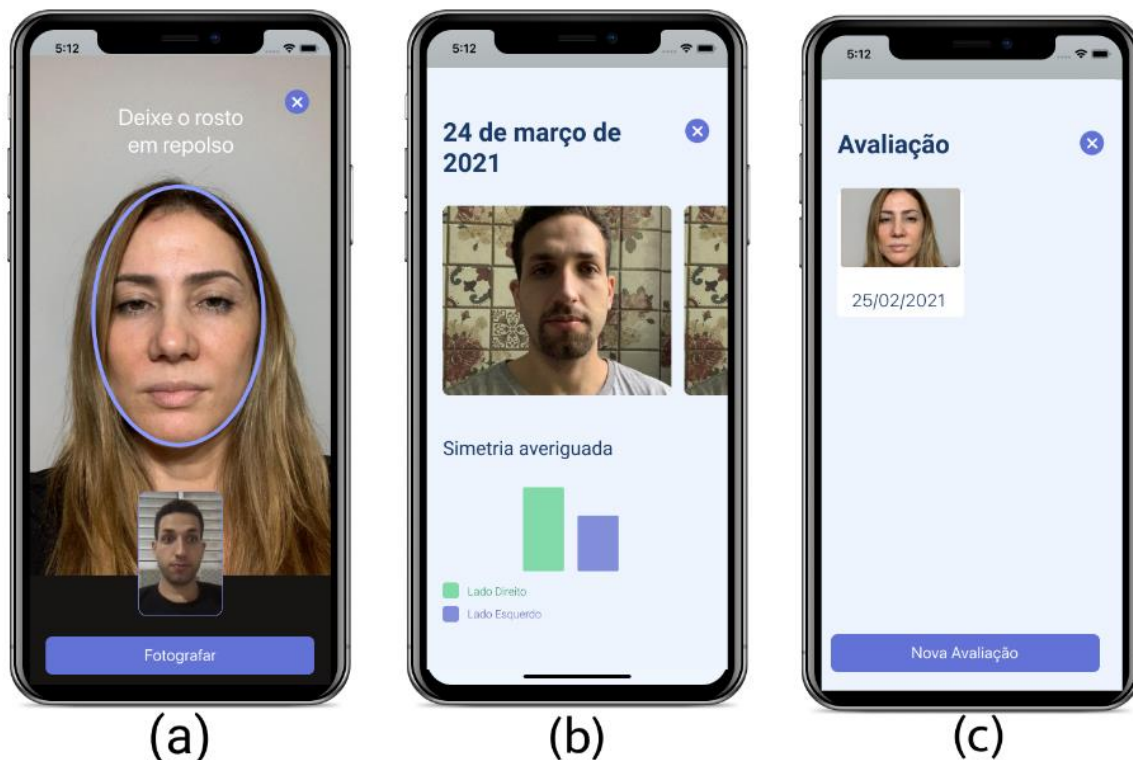 5:12
Deixe o rosto
em repolso
Fotografar
(a)
5:12
24 de março de
2021
Simetria averiguada
Lado Direito
Lado Esquerdo
(b)
5:12
Avaliação
25/02/2021
Nova Avaliação
(c)